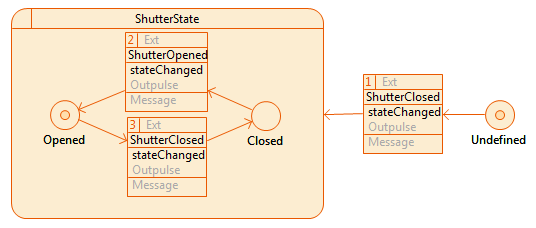 ShutterState
2 Ext
ShutterOpened
stateChanged
Outpulse
Message
1 Ext
ShutterClosed
stateChanged
Outpulse
Message
Opened
3 Ext
ShutterClosed
stateChanged
Outpulse
Message
Closed
Undefined